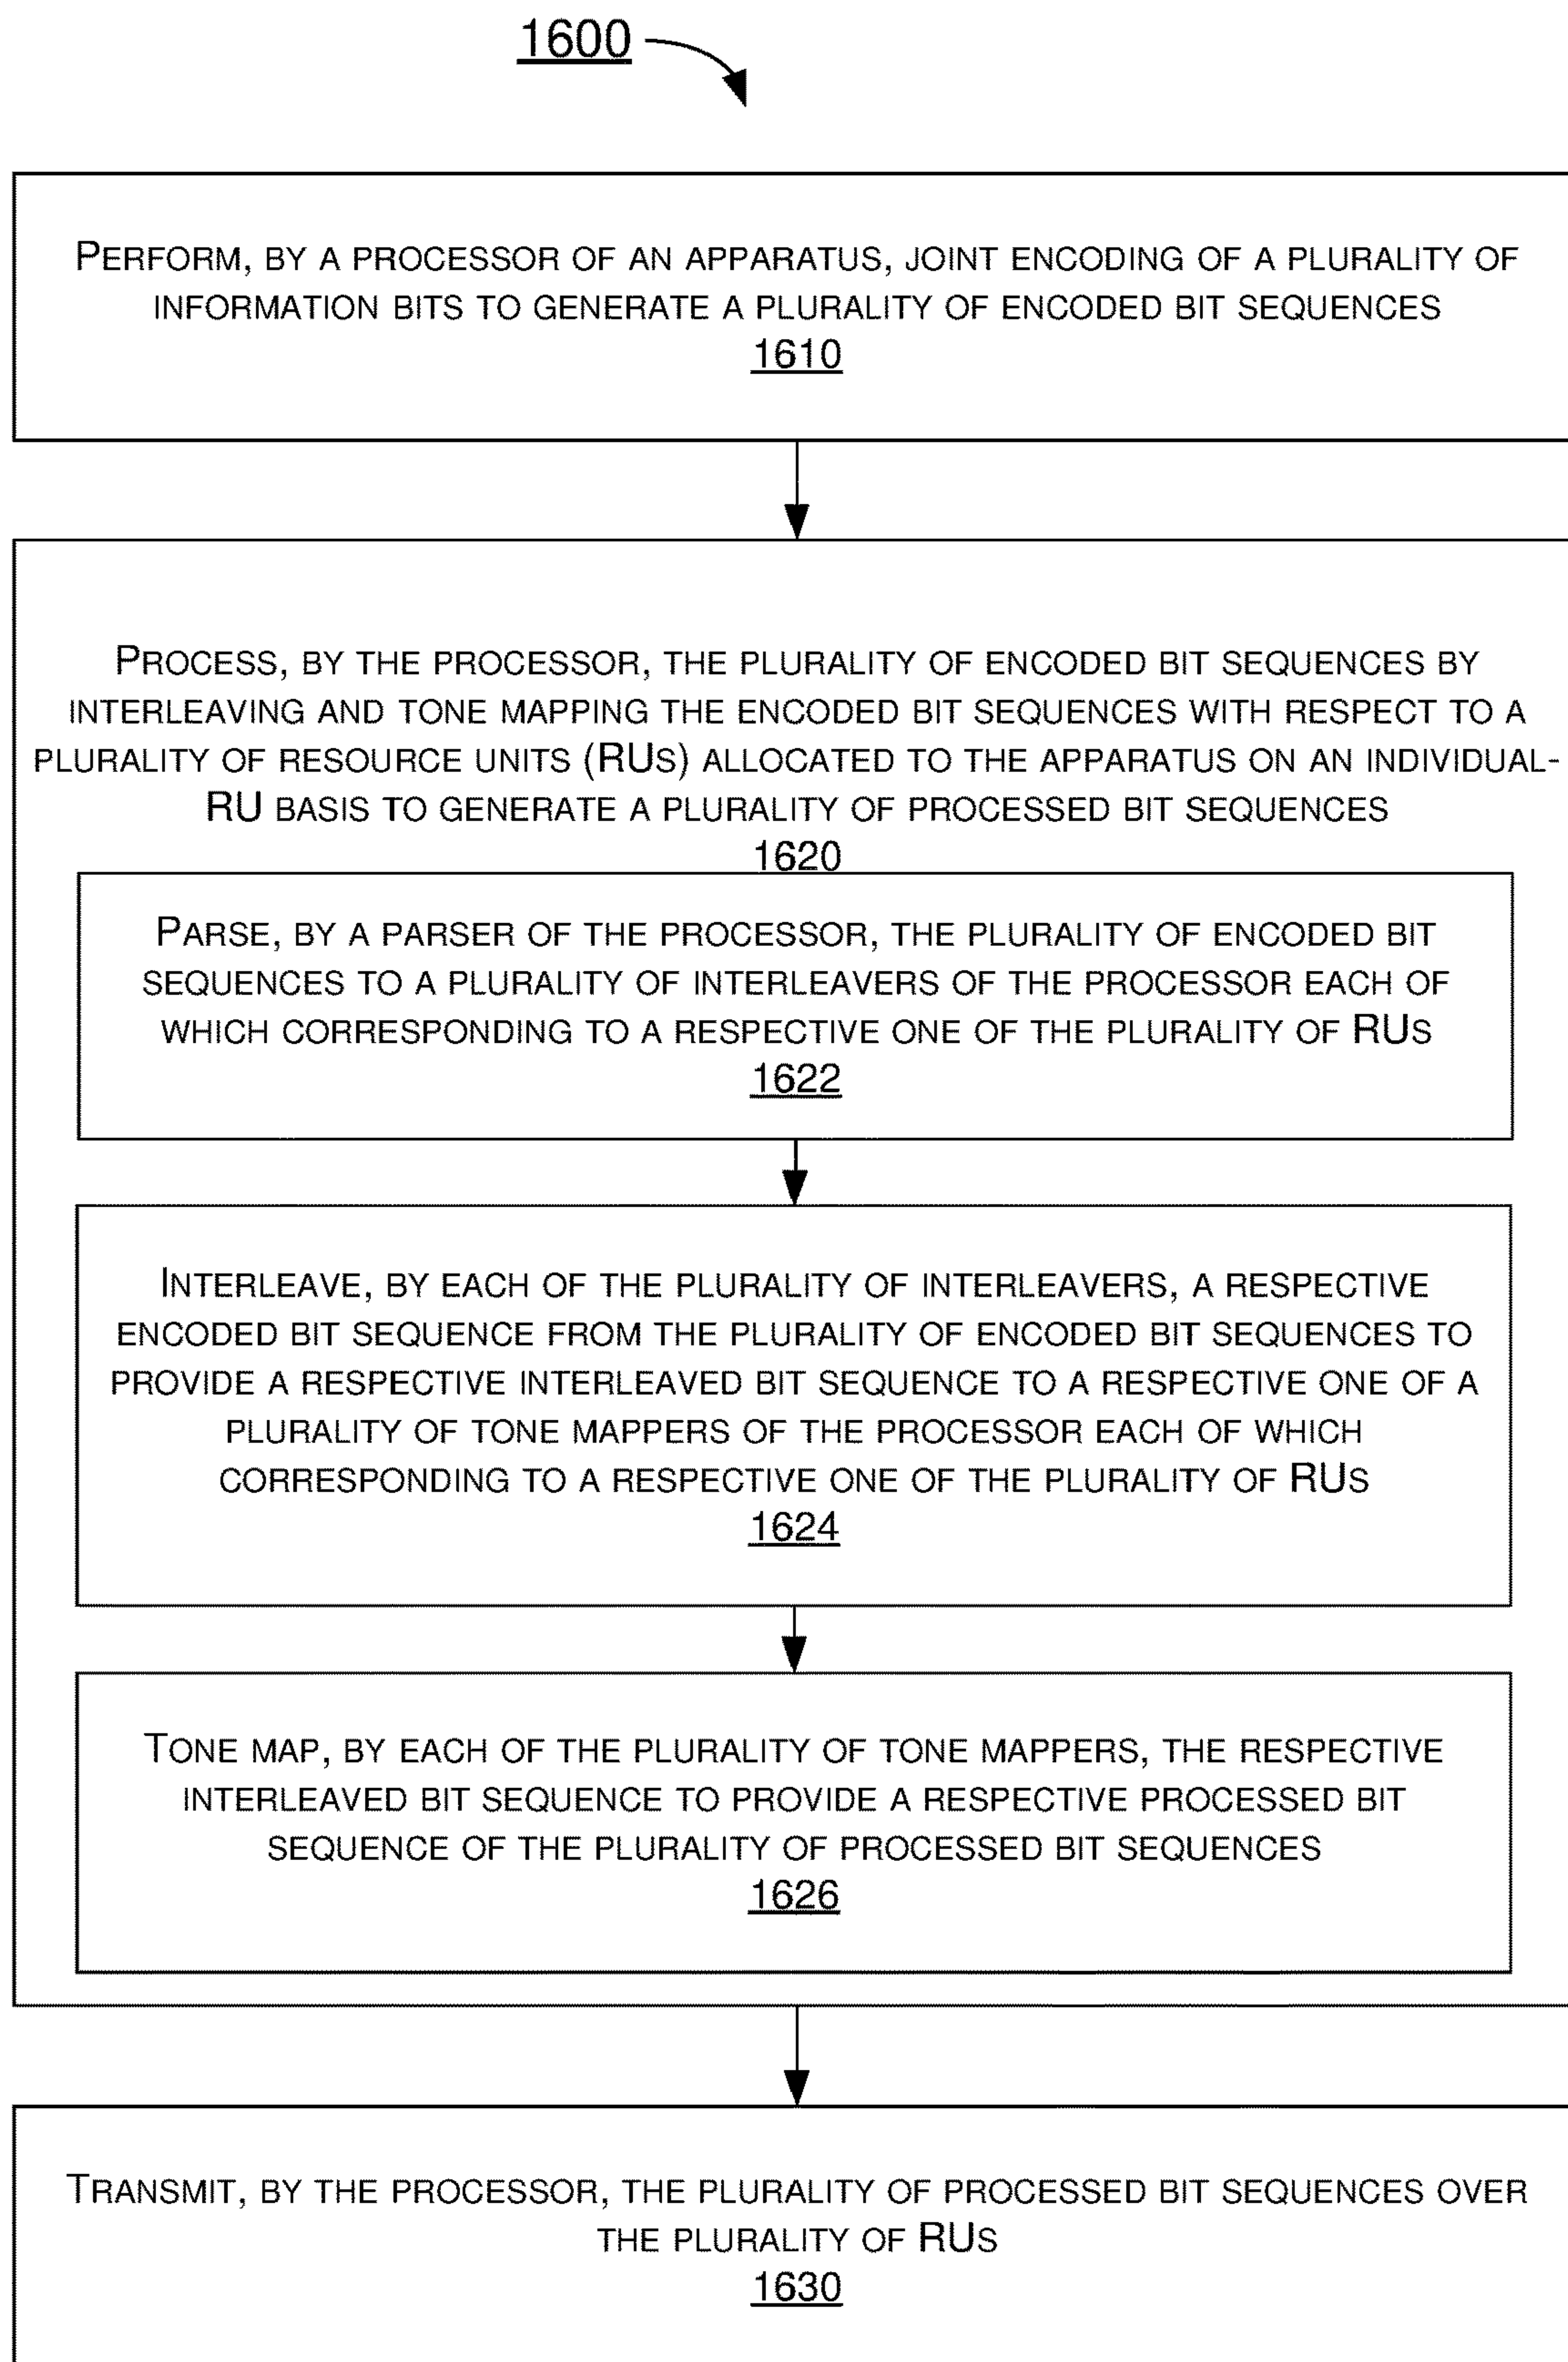 1600
PERFORM, BY A PROCESSOR OF AN APPARATUS, JOINT ENCODING OF A PLURALITY OF
INFORMATION BITS TO GENERATE A PLURALITY OF ENCODED BIT SEQUENCES
1610
PROCESS, BY THE PROCESSOR, THE PLURALITY OF ENCODED BIT SEQUENCES BY
INTERLEAVING AND TONE MAPPING THE ENCODED BIT SEQUENCES WITH RESPECT TO A
PLURALITY OF RESOURCE UNITS (RUS) ALLOCATED TO THE APPARATUS ON AN INDIVIDUAL-
RU BASIS TO GENERATE A PLURALITY OF PROCESSED BIT SEQUENCES
1620
PARSE, BY A PARSER OF THE PROCESSOR, THE PLURALITY OF ENCODED BIT
SEQUENCES TO A PLURALITY OF INTERLEAVERS OF THE PROCESSOR EACH OF
WHICH CORRESPONDING TO A RESPECTIVE ONE OF THE PLURALITY OF RUS
1622
INTERLEAVE, BY EACH OF THE PLURALITY OF INTERLEAVERS, A RESPECTIVE
ENCODED BIT SEQUENCE FROM THE PLURALITY OF ENCODED BIT SEQUENCES TO
PROVIDE A RESPECTIVE INTERLEAVED BIT SEQUENCE TO A RESPECTIVE ONE OF A
PLURALITY OF TONE MAPPERS OF THE PROCESSOR EACH OF WHICH
CORRESPONDING TO A RESPECTIVE ONE OF THE PLURALITY OF RUS
1624
TONE MAP, BY EACH OF THE PLURALITY OF TONE MAPPERS, THE RESPECTIVE
INTERLEAVED BIT SEQUENCE TO PROVIDE A RESPECTIVE PROCESSED BIT
SEQUENCE OF THE PLURALITY OF PROCESSED BIT SEQUENCES
1626
TRANSMIT, BY THE PROCESSOR, THE PLURALITY OF PROCESSED BIT SEQUENCES OVER
THE PLURALITY OF RUS
1630